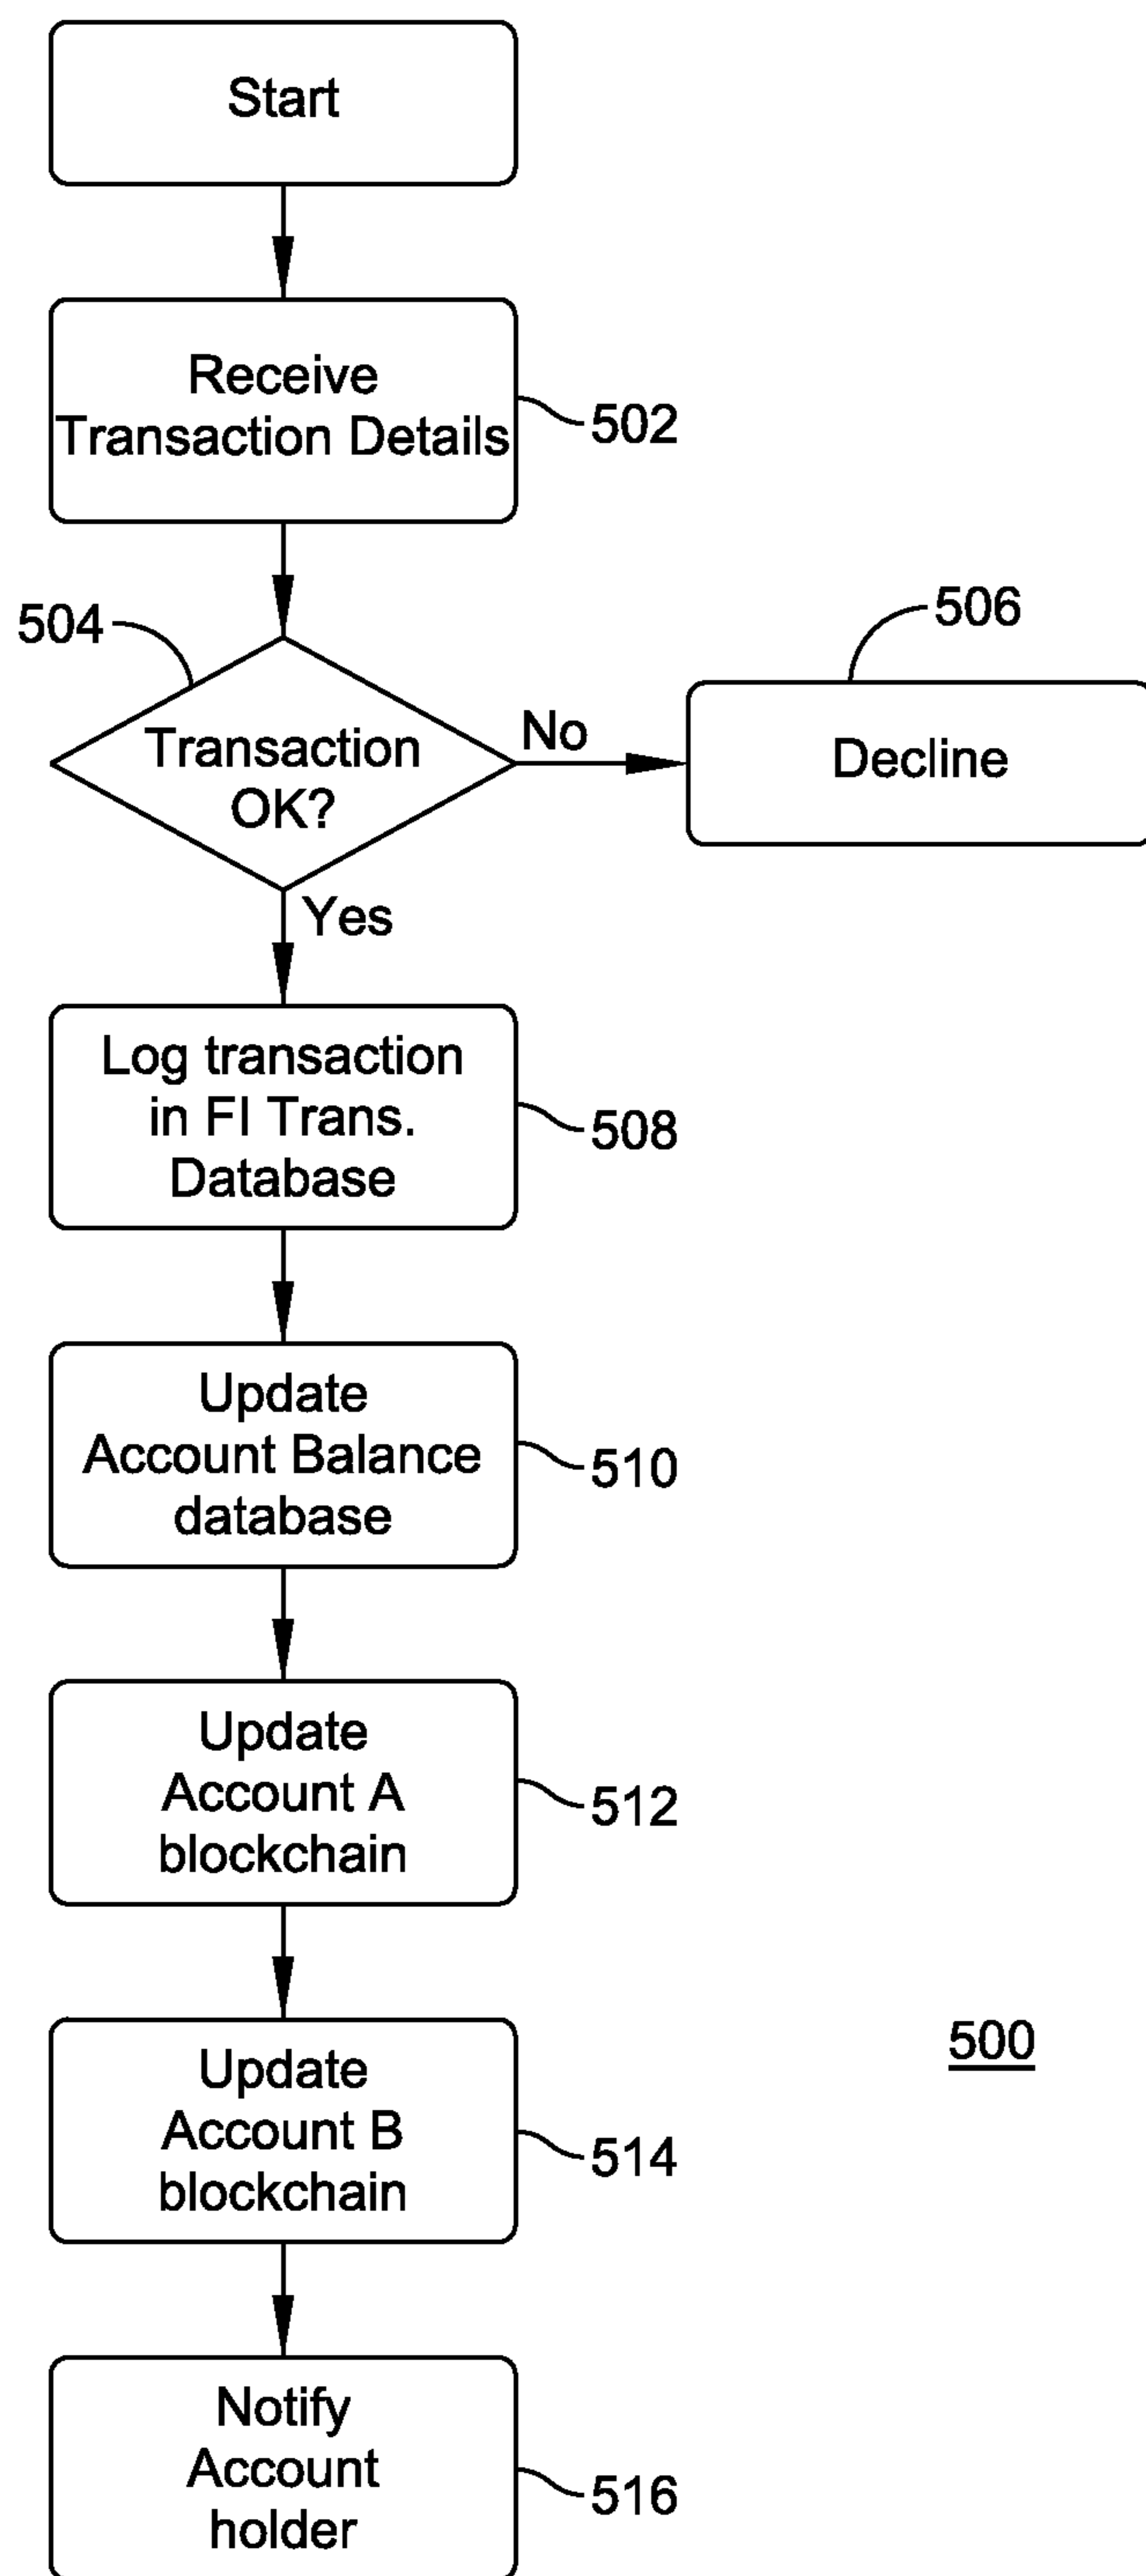 Start
Receive
Transaction Details
502
504
Transaction
OK?
No
506
Decline
Yes
Log transaction
in FI Trans.
Database
508
Update
Account Balance
database
510
Update
Account A
blockchain
512
Update
Account B
blockchain
514
500
Notify
Account
holder
516